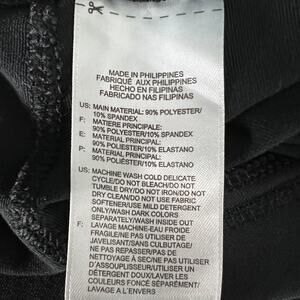 MADE IN PHILIPPINES
FABRIQUÉ AUX PHILIPPINES
HECHO EN FILIPINAS
FABRICADO NAS FILIPINAS
US: MAIN MATERIAL: 90% POLYESTER/
10% SPANDEX
F: MATIERE PRINCIPALE:
90% POLYESTER/10% SPANDEX
E: MATERIAL PRINCIPAL:
90% POLIESTER/10% ELASTANO
P: MATERIAL PRINCIPAL:
90% POLIÉSTER/10% ELASTANO
US: MACHINE WASH COLD DELICATE
CYCLE/DO NOT BLEACH/DO NOT
TUMBLE DRY/DO NOT IRON/DO NOT
DRY CLEAN/DO NOT USE FABRIC
SOFTENER/USE MILD DETERGENT
ONLY/WASH DARK COLORS
SEPARATELY/WASH INSIDE OUT
F: LAVAGE MACHINE-EAU FROIDE
FRAGILE/NE PAS UTILISER DE
JAVELLISANT/SANS CULBUTAGE/
NE PAS REPASSER/PAS DE
NETTOYAGE À SEC/NE PAS UTILISER
D'ASSOUPLISSEUR/UTILISER UN
DÉTERGENT DOUX/LAVER LES
COULEURS FONCÉ SÉPARÉMENT/
LAVAGE A L'ENVERS